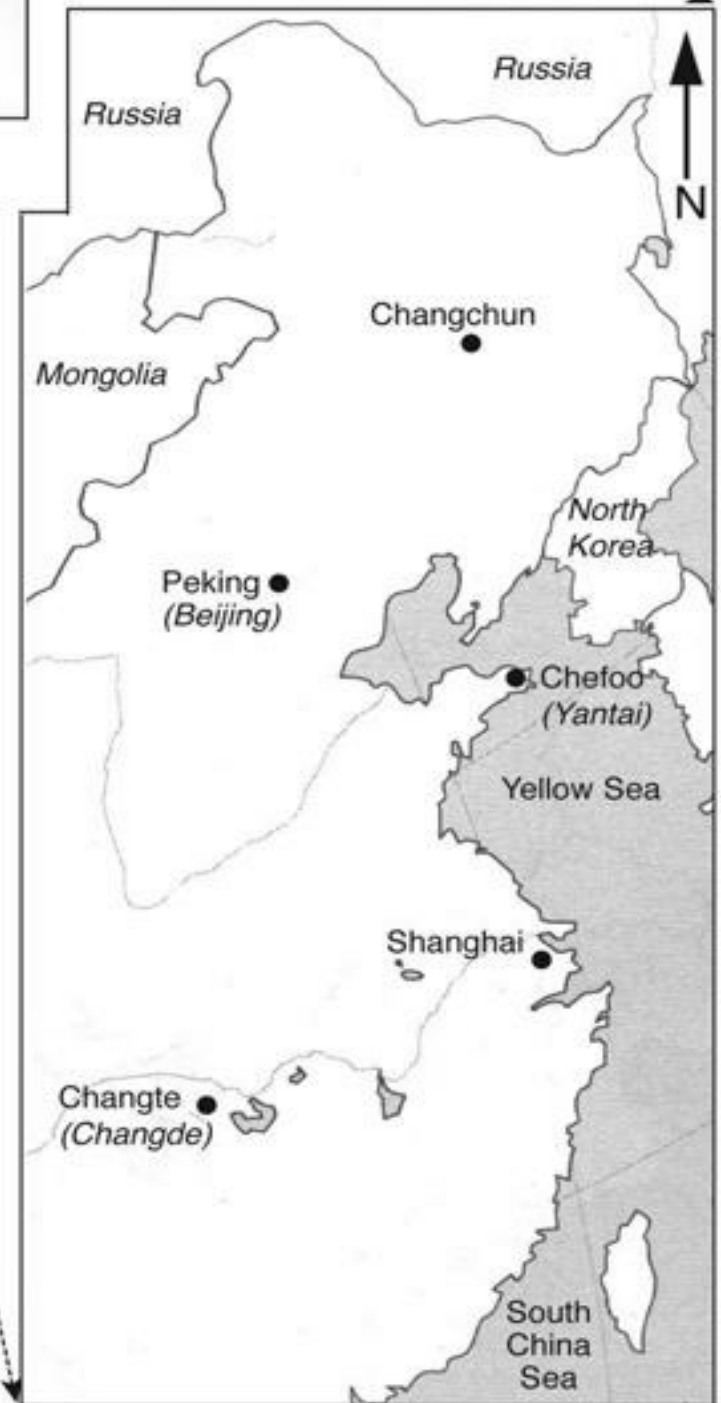 Russia
Russia
N
Changchun
Mongolia
North
Korea
Peking
(Beijing)
Chefoo
(Yantai)
Yellow Sea
Shanghai
Changte
(Changde)
South
China
Sea